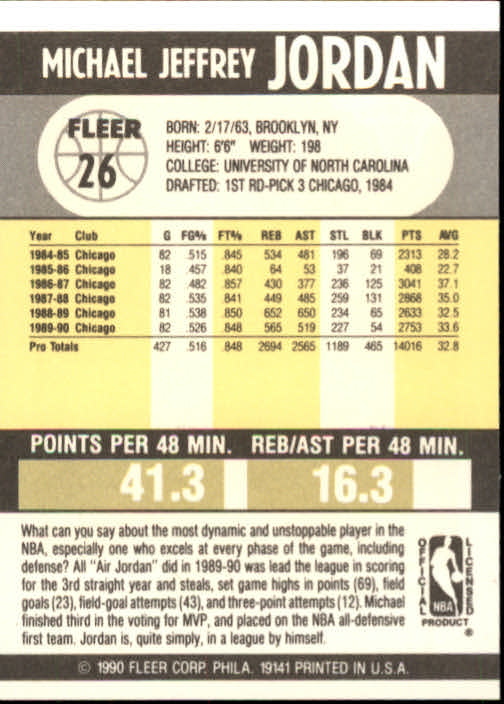 MICHAEL JEFFREY JORDAN
FLEER
26
BORN: 2/17/63, BROOKLYN, NY
HEIGHT: 6'6" WEIGHT: 198
COLLEGE: UNIVERSITY OF NORTH CAROLINA
DRAFTED: 1ST RD-PICK 3 CHICAGO, 1984
Year Club G FG% FT% REB AST STL BLK PTS AVG
1984-85 Chicago 82 .515 .845 534 481 196 69 2313 28.2
1985-86 Chicago 18 .457 .840 64 53 37 21 408 22.7
1986-87 Chicago 82 .482 .857 430 377 236 125 3041 37.1
1987-88 Chicago 82 .535 .841 449 485 259 131 2868 35.0
1988-89 Chicago 81 .538 .850 652 650 234 65 2633 32.5
1989-90 Chicago 82 .526 .848 565 519 227 54 2753 33.6
Pro Totals 427 .516 .848 2694 2565 1189 465 14016 32.8
POINTS PER 48 MIN. REB/AST PER 48 MIN.
41.3 16.3
What can you say about the most dynamic and unstoppable player in the
NBA, especially one who excels at every phase of the game, including
defense? All "Air Jordan" did in 1989-90 was lead the league in scoring
for the 3rd straight year and steals, set game highs in points (69), field
goals (23), field-goal attempts (43), and three-point attempts (12). Michael
finished third in the voting for MVP, and placed on the NBA all-defensive
first team. Jordan is, quite simply, in a league by himself.
OFFICIAL
LICENSED
NBA
PRODUCT
®
© 1990 FLEER CORP. PHILA. 19141 PRINTED IN U.S.A.